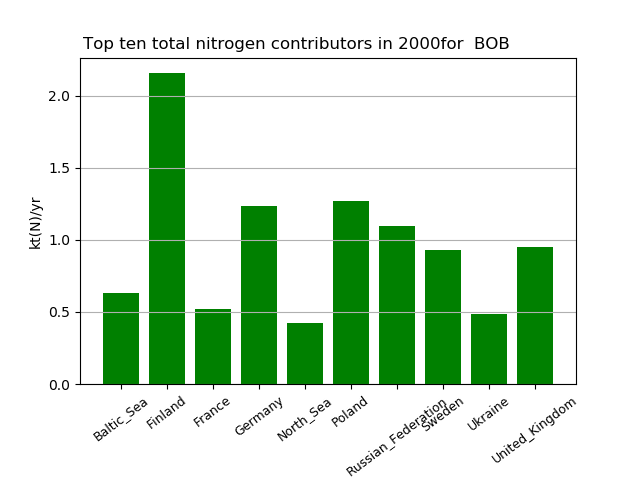 Top ten total nitrogen contributors in 2000for  BOB
kt(N)/yr
2.0
1.5
1.0
0.5
0.0
Baltic_Sea
Finland
France
Germany
North_Sea
Poland
Russian_Federation
Sweden
Ukraine
United_Kingdom